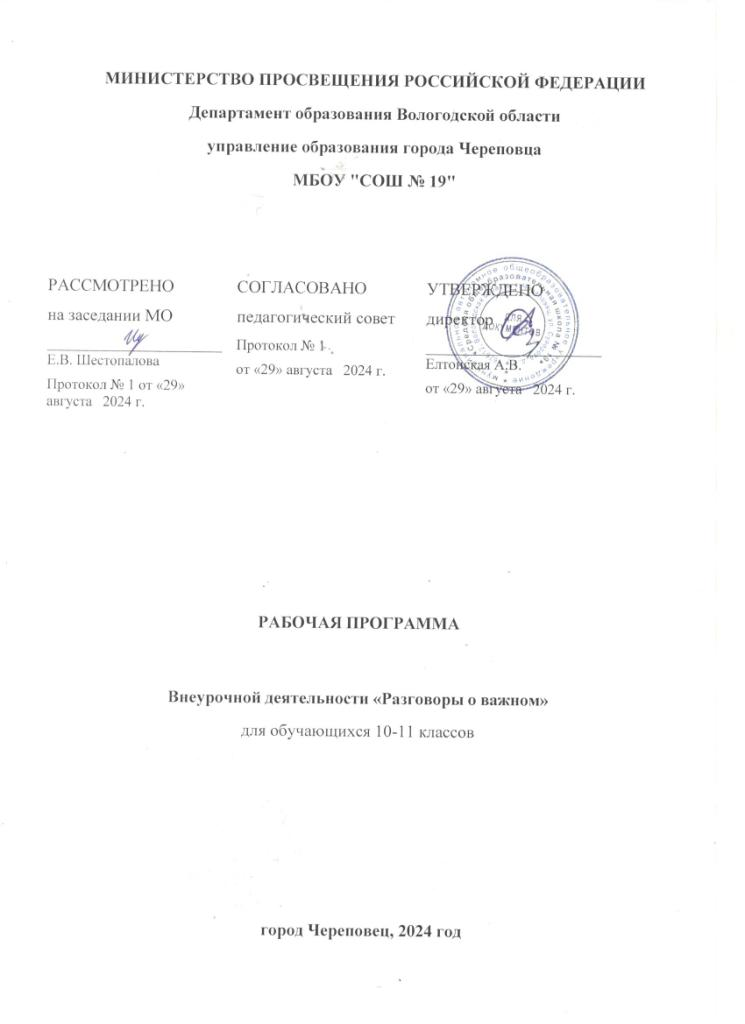 МИНИСТЕРСТВО ПРОСВЕЩЕНИЯ РОССИЙСКОЙ ФЕДЕРАЦИИ
Департамент образования Вологодской области
управление образования города Череповца
МБОУ "СОШ № 19"
РАССМОТРЕНО
на заседании МО
Е.В. Шестопалова
Протокол № 1 от «29»
августа 2024 г.
СОГЛАСОВАНО
педагогический совет
Протокол № 1
от «29» августа 2024 г.
УТВЕРЖДЕНО
директор
Елтонская А.В.
от «29» августа 2024 г.
ДЛЯ
ДОКУМЕНТОВ
РАБОЧАЯ ПРОГРАММА
Внеурочной деятельности «Разговоры о важном»
для обучающихся 10-11 классов
город Череповец, 2024 год